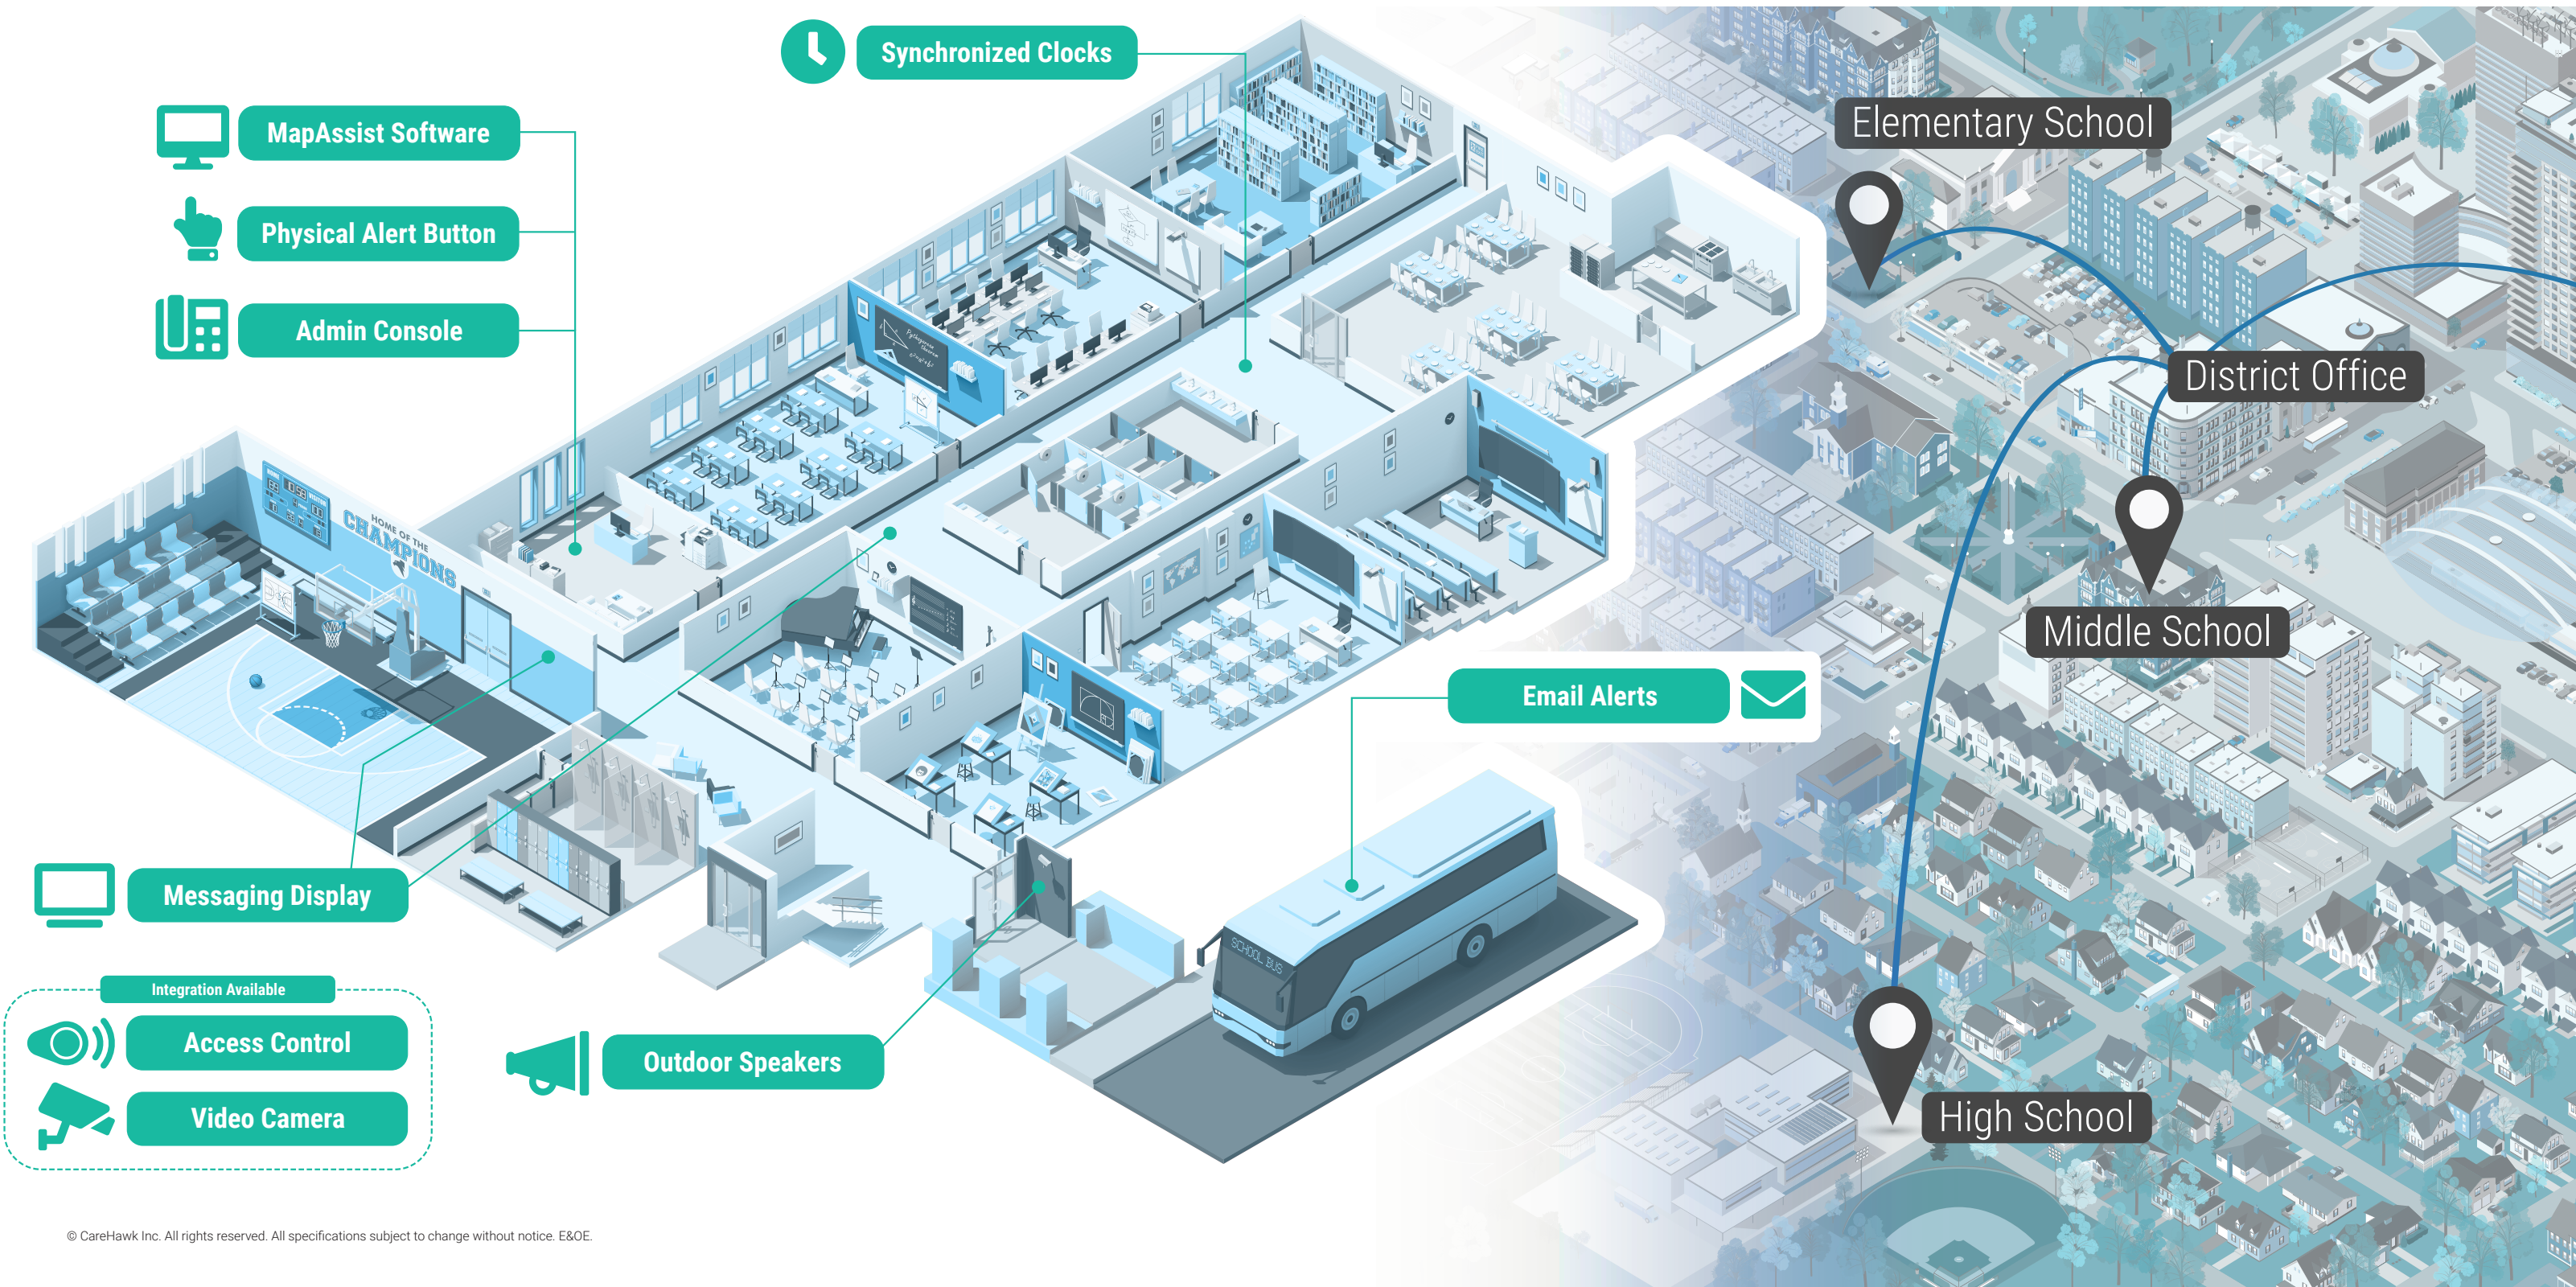 Synchronized Clocks
MapAssist Software
Physical Alert Button
Admin Console
Elementary School
District Office
Middle School
High School
HOME OF THE
CHAMPIONS
Pythagorean
Theorem
Email Alerts
SCHOOL BUS
Messaging Display
Integration Available
Access Control
Video Camera
Outdoor Speakers
© CareHawk Inc. All rights reserved. All specifications subject to change without notice. E&OE.